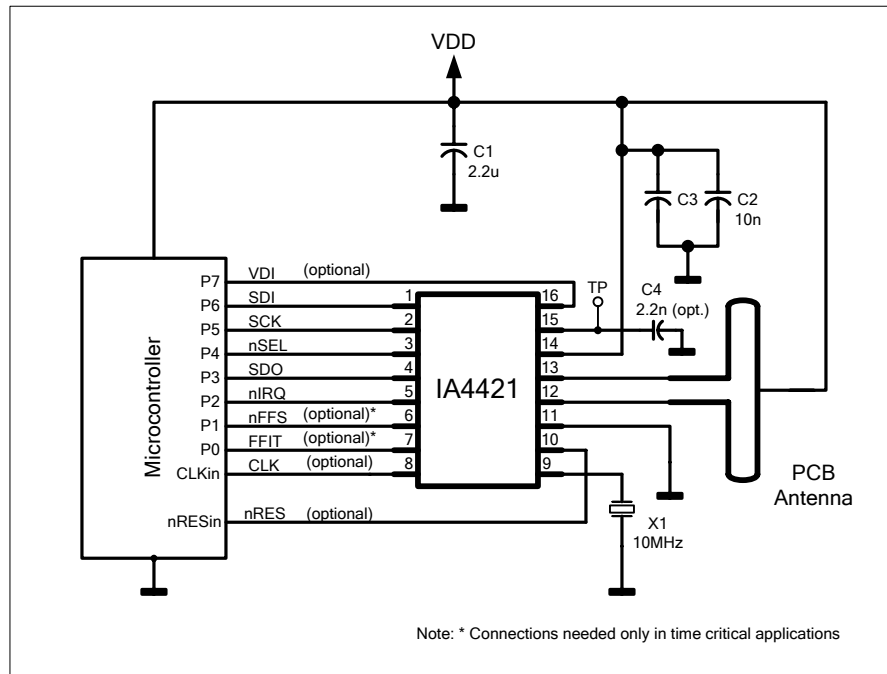 VDD
C1
2.2u
C3
C2
10n
P7 VDI (optional)
P6 SDI 1
P5 SCK 2
P4 nSEL 3
P3 SDO 4
P2 nIRQ 5
P1 nFFS (optional)* 6
P0 FFIT (optional)* 7
CLKin CLK (optional) 8
nRESin nRES (optional)
Microcontroller
IA4421
16
15
14
13
12
11
10
9
TP
C4
2.2n (opt.)
PCB
Antenna
X1
10MHz
Note: * Connections needed only in time critical applications